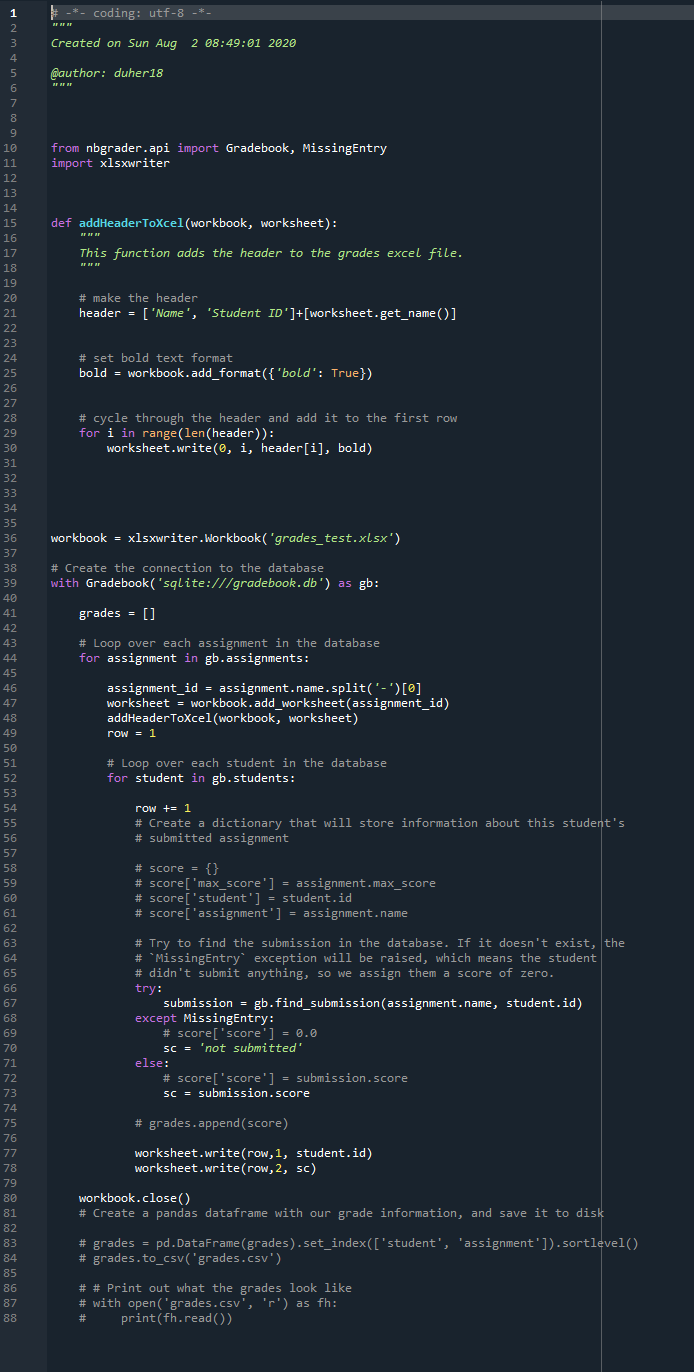 1 # -*- coding: utf-8 -*-
2 """
3 Created on Sun Aug  2 08:49:01 2020
4
5 @author: duher18
6 """
7
8
9
10 from nbgrader.api import Gradebook, MissingEntry
11 import xlsxwriter
12
13
14
15 def addHeaderToXcel(workbook, worksheet):
16     """
17     This function adds the header to the grades excel file.
18     """
19
20     # make the header
21     header = ['Name', 'Student ID']+[worksheet.get_name()]
22
23
24     # set bold text format
25     bold = workbook.add_format({'bold': True})
26
27
28     # cycle through the header and add it to the first row
29     for i in range(len(header)):
30         worksheet.write(0, i, header[i], bold)
31
32
33
34
35
36 workbook = xlsxwriter.Workbook('grades_test.xlsx')
37
38 # Create the connection to the database
39 with Gradebook('sqlite:///gradebook.db') as gb:
40
41     grades = []
42
43     # Loop over each assignment in the database
44     for assignment in gb.assignments:
45
46         assignment_id = assignment.name.split('-')[0]
47         worksheet = workbook.add_worksheet(assignment_id)
48         addHeaderToXcel(workbook, worksheet)
49         row = 1
50
51         # Loop over each student in the database
52         for student in gb.students:
53
54             row += 1
55             # Create a dictionary that will store information about this student's
56             # submitted assignment
57
58             # score = {}
59             # score['max_score'] = assignment.max_score
60             # score['student'] = student.id
61             # score['assignment'] = assignment.name
62
63             # Try to find the submission in the database. If it doesn't exist, the
64             # `MissingEntry` exception will be raised, which means the student
65             # didn't submit anything, so we assign them a score of zero.
66             try:
67                 submission = gb.find_submission(assignment.name, student.id)
68             except MissingEntry:
69                 # score['score'] = 0.0
70                 sc = 'not submitted'
71             else:
72                 # score['score'] = submission.score
73                 sc = submission.score
74
75             # grades.append(score)
76
77             worksheet.write(row,1, student.id)
78             worksheet.write(row,2, sc)
79
80     workbook.close()
81     # Create a pandas dataframe with our grade information, and save it to disk
82
83     # grades = pd.DataFrame(grades).set_index(['student', 'assignment']).sortlevel()
84     # grades.to_csv('grades.csv')
85
86     # # Print out what the grades look like
87     # with open('grades.csv', 'r') as fh:
88     #     print(fh.read())